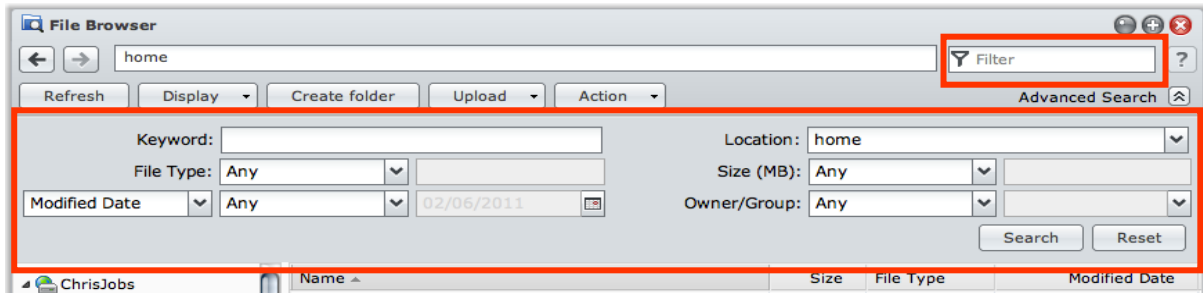 File Browser
home
Filter
?
Refresh Display Create folder Upload Action Advanced Search
Keyword: Location: home
File Type: Any Size (MB): Any
Modified Date Any 02/06/2011 Owner/Group: Any
Search Reset
ChrisJobs Name Size File Type Modified Date